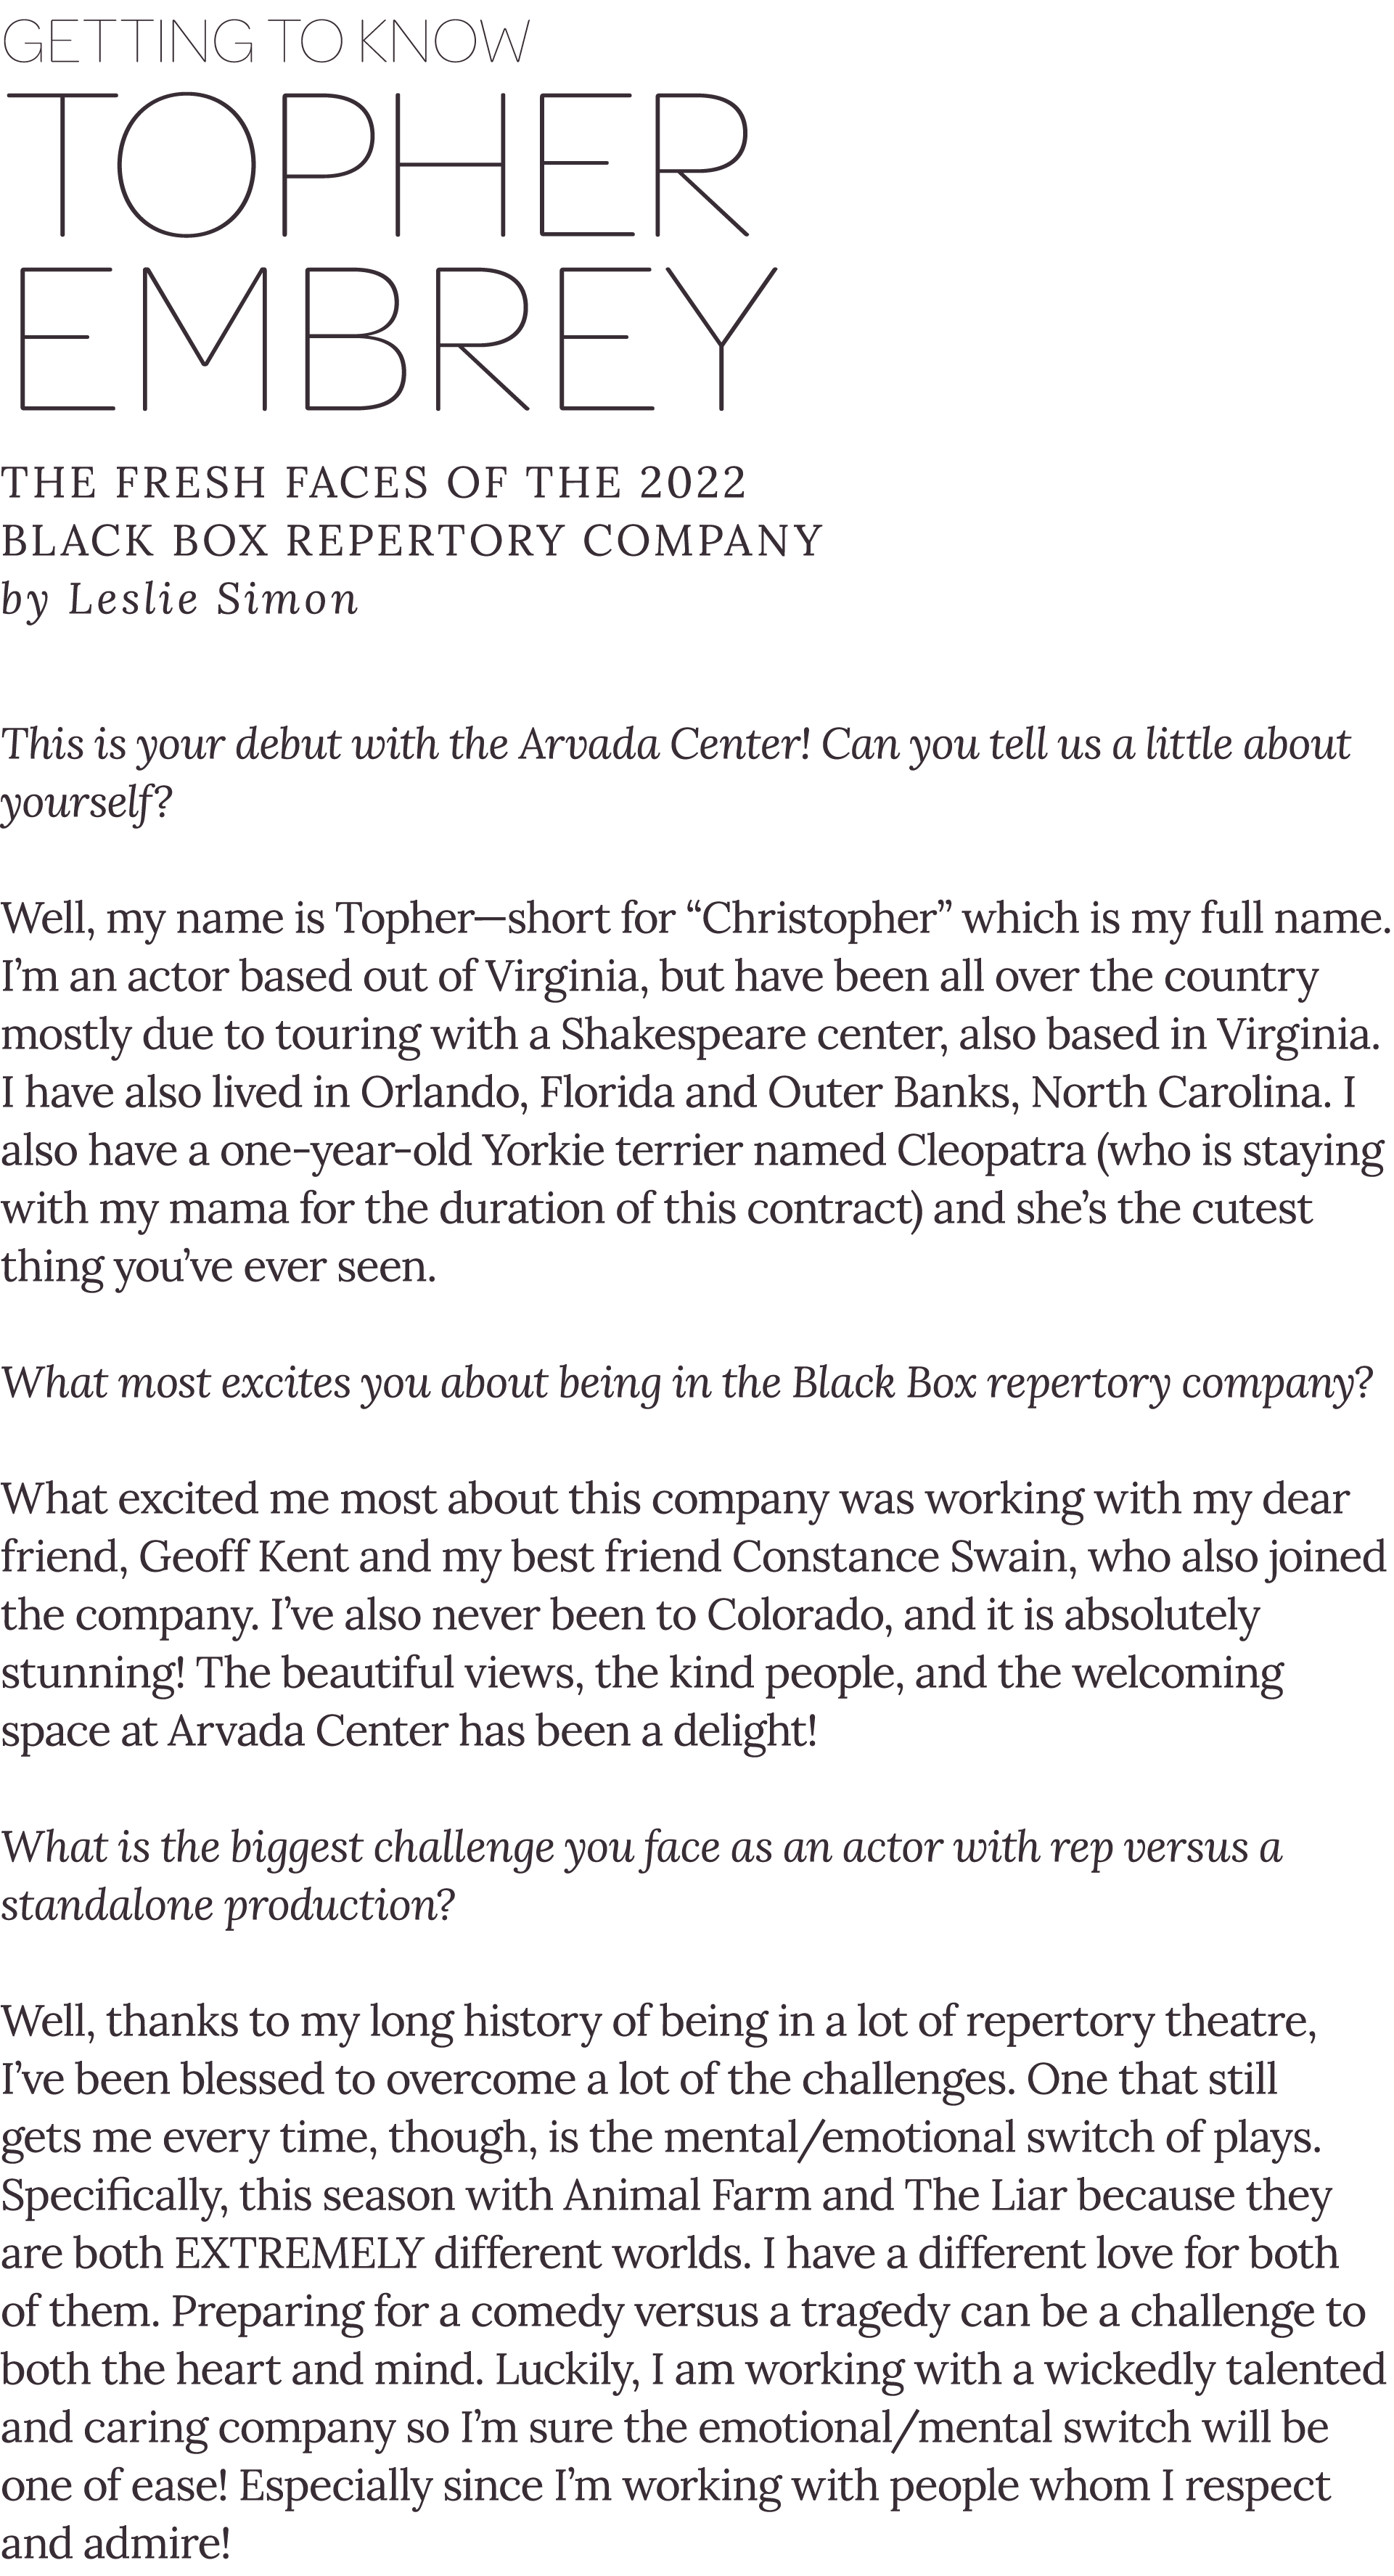 GETTING TO KNOW
TOPHER
EMBREY
THE FRESH FACES OF THE 2022
BLACK BOX REPERTORY COMPANY
by Leslie Simon
This is your debut with the Arvada Center! Can you tell us a little about
yourself?
Well, my name is Topher—short for “Christopher” which is my full name.
I’m an actor based out of Virginia, but have been all over the country
mostly due to touring with a Shakespeare center, also based in Virginia.
I have also lived in Orlando, Florida and Outer Banks, North Carolina. I
also have a one-year-old Yorkie terrier named Cleopatra (who is staying
with my mama for the duration of this contract) and she’s the cutest
thing you’ve ever seen.
What most excites you about being in the Black Box repertory company?
What excited me most about this company was working with my dear
friend, Geoff Kent and my best friend Constance Swain, who also joined
the company. I’ve also never been to Colorado, and it is absolutely
stunning! The beautiful views, the kind people, and the welcoming
space at Arvada Center has been a delight!
What is the biggest challenge you face as an actor with rep versus a
standalone production?
Well, thanks to my long history of being in a lot of repertory theatre,
I’ve been blessed to overcome a lot of the challenges. One that still
gets me every time, though, is the mental/emotional switch of plays.
Specifically, this season with Animal Farm and The Liar because they
are both EXTREMELY different worlds. I have a different love for both
of them. Preparing for a comedy versus a tragedy can be a challenge to
both the heart and mind. Luckily, I am working with a wickedly talented
and caring company so I’m sure the emotional/mental switch will be
one of ease! Especially since I’m working with people whom I respect
and admire!